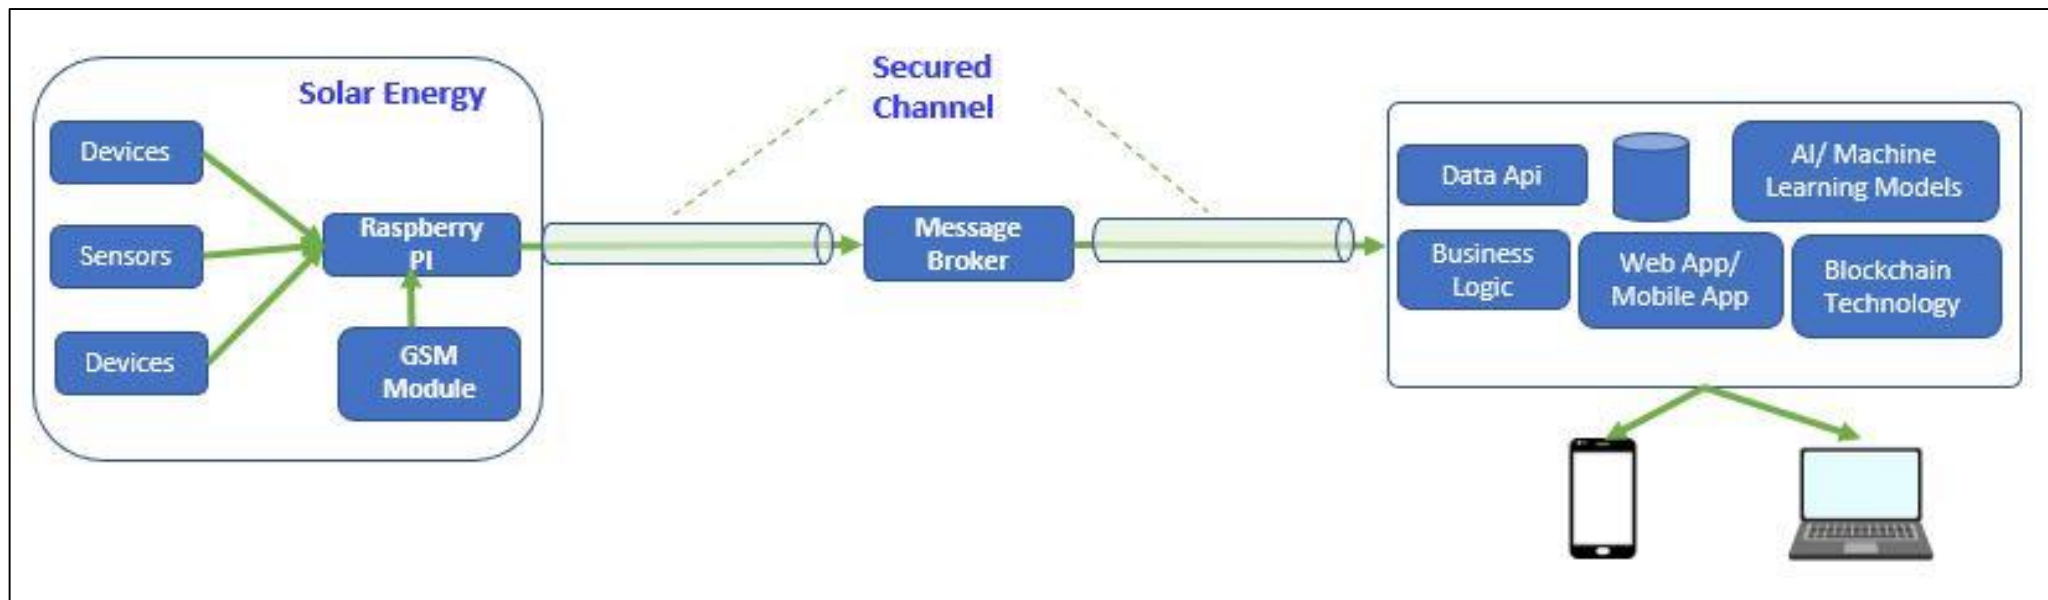 Solar Energy
Devices
Sensors
Devices
Raspberry
PI
GSM
Module
Secured
Channel
Message
Broker
Data Api
AI/ Machine
Learning Models
Business
Logic
Web App/
Mobile App
Blockchain
Technology